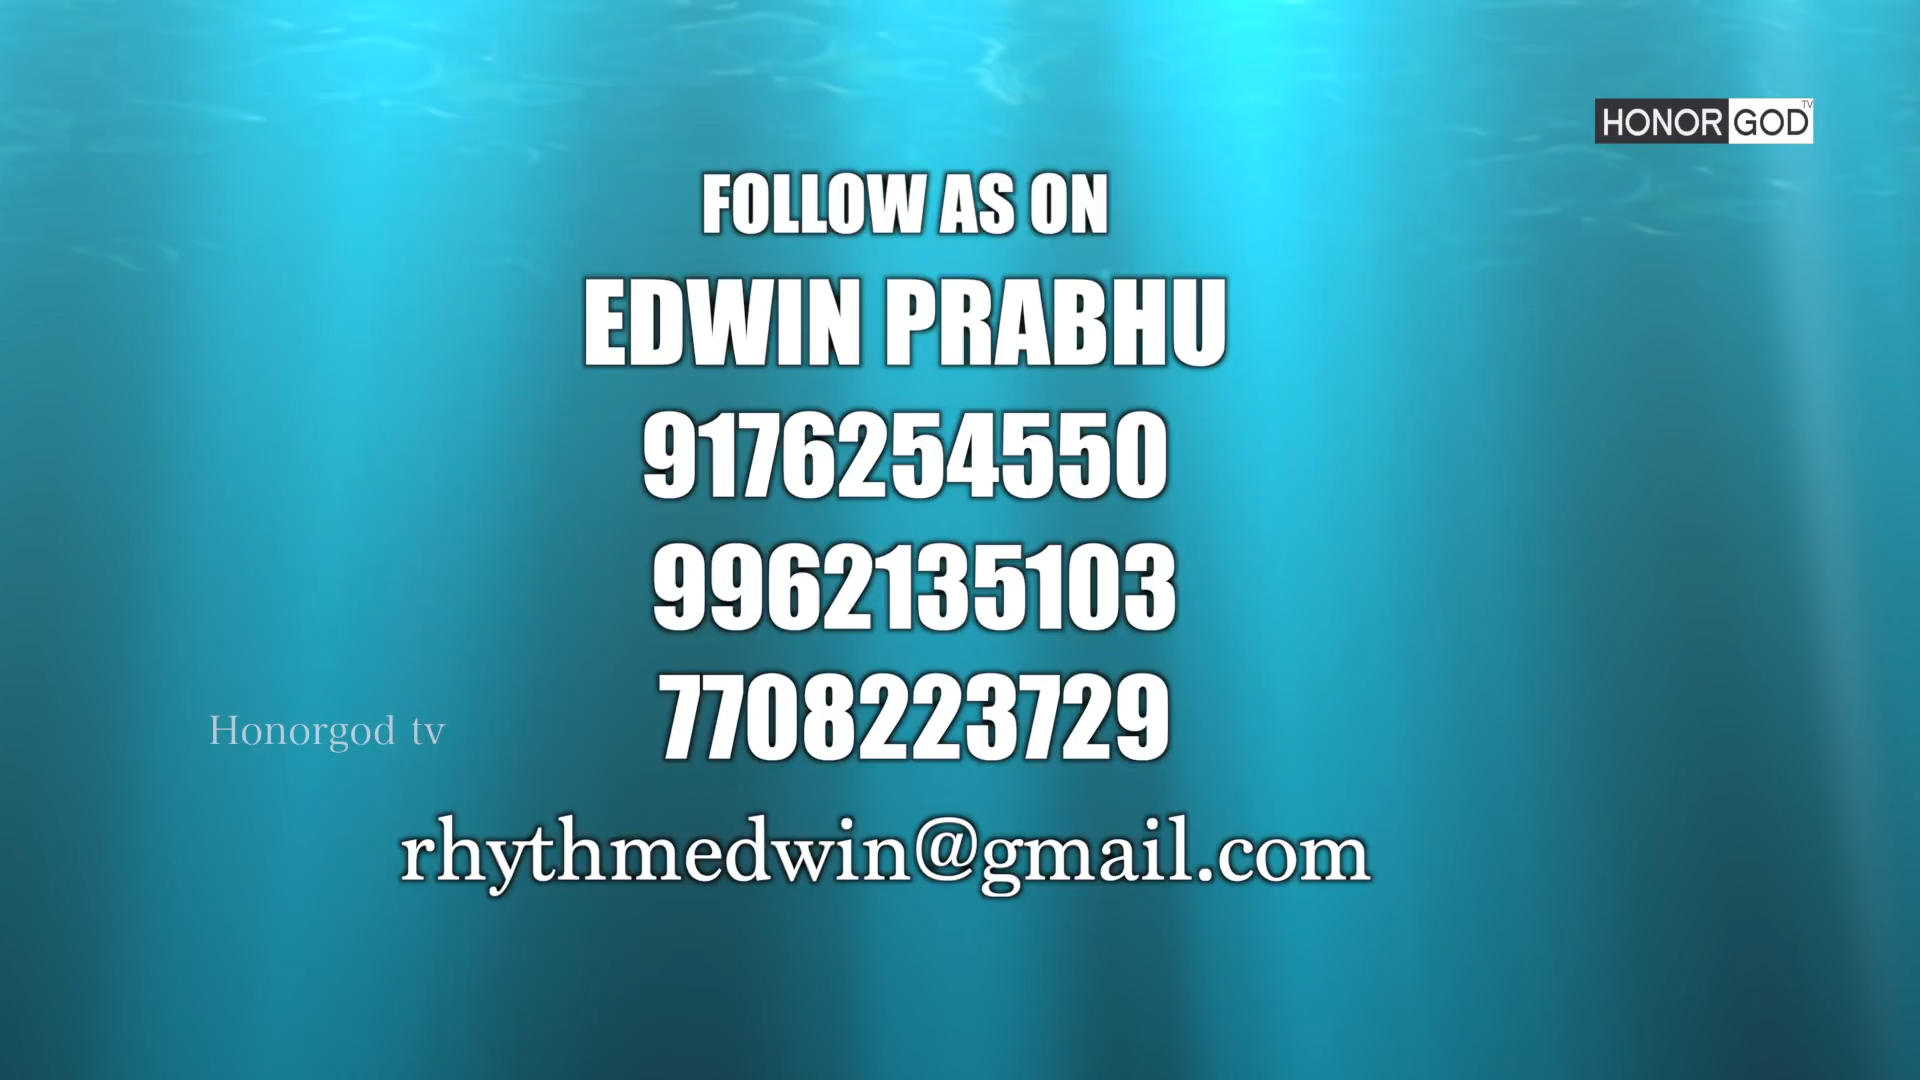 HONOR GOD TV
FOLLOW AS ON
EDWIN PRABHU
9176254550
9962135103
7708223729
Honorgod tv
rhythmedwin@gmail.com